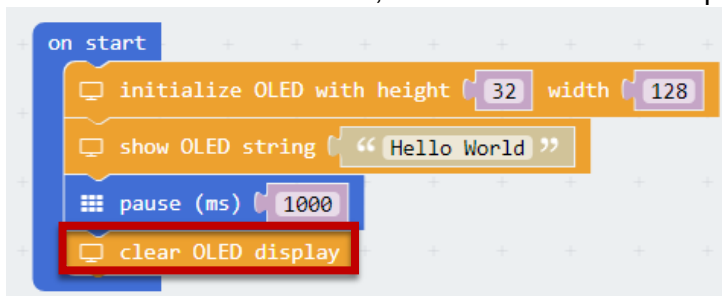 on start
initialize OLED with height 32 width 128
show OLED string “ Hello World ”
pause (ms) 1000
clear OLED display